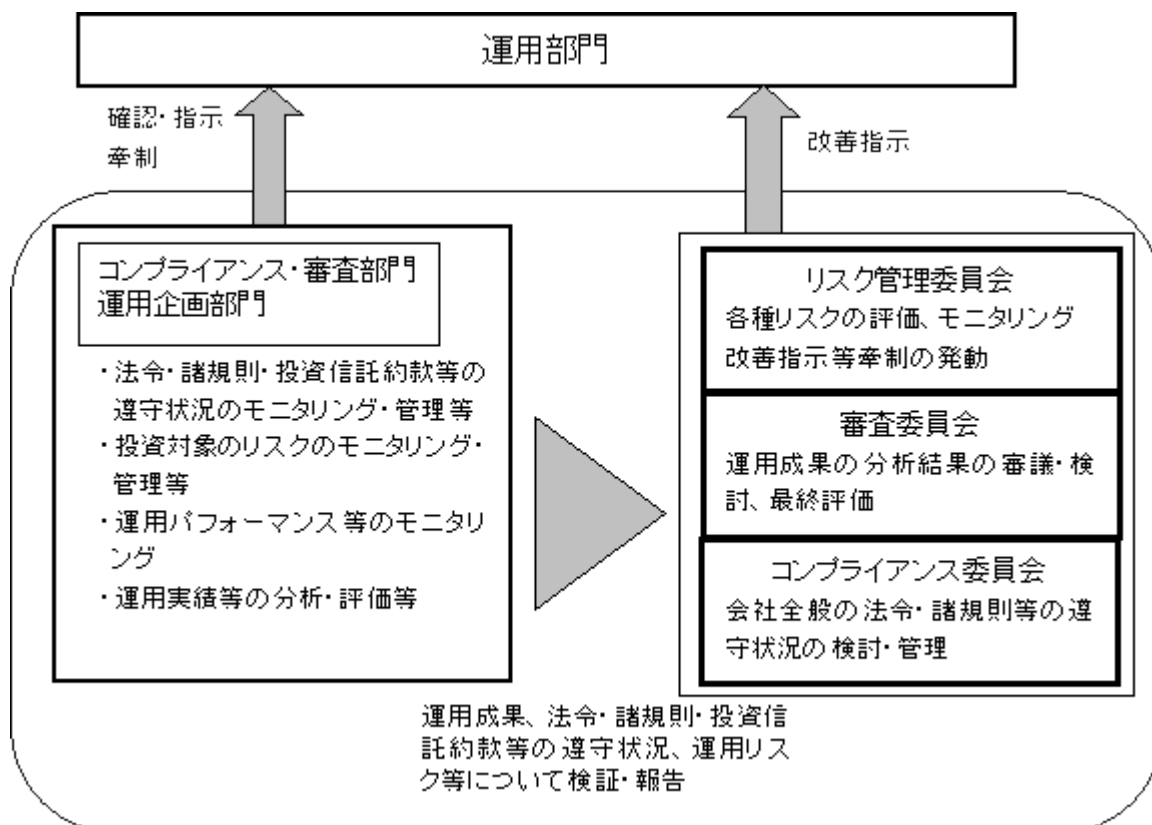 運用部門
確認・指示
牽制
改善指示
コンプライアンス・審査部門
運用企画部門
・法令・諸規則・投資信託約款等の
遵守状況のモニタリング・管理等
・投資対象のリスクのモニタリング・
管理等
・運用パフォーマンス等のモニタリ
ング
・運用実績等の分析・評価等
リスク管理委員会
各種リスクの評価、モニタリング
改善指示等牽制の発動
審査委員会
運用成果の分析結果の審議・検
討、最終評価
コンプライアンス委員会
会社全般の法令・諸規則等の遵
守状況の検討・管理
運用成果、法令・諸規則・投資信
託約款等の遵守状況、運用リス
ク等について検証・報告